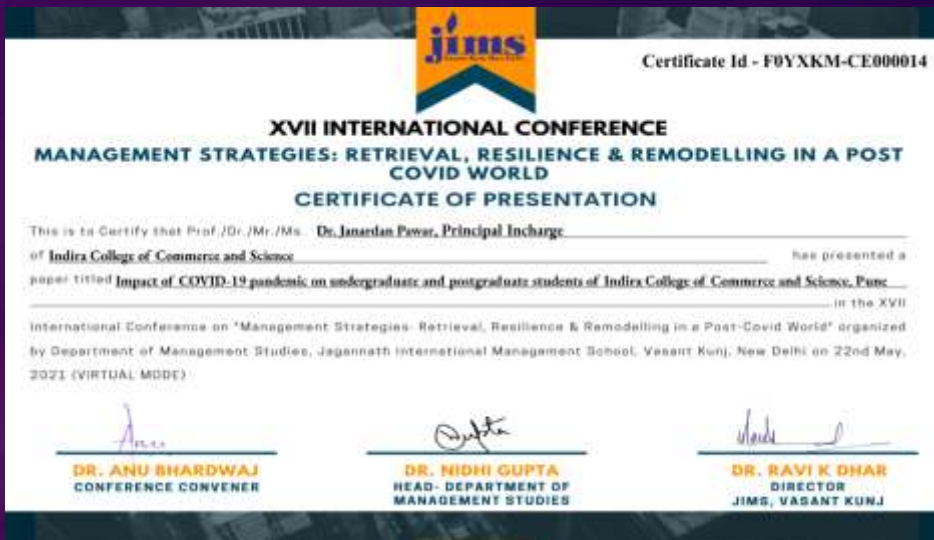 jims
Certificate Id - F0YXKM-CE000014
XVII INTERNATIONAL CONFERENCE
MANAGEMENT STRATEGIES: RETRIEVAL, RESILIENCE & REMODELLING IN A POST
COVID WORLD
CERTIFICATE OF PRESENTATION
This is to Certify that Prof./Dr./Mr./Ms. Dr. Janardan Pawar, Principal Incharge
of Indira College of Commerce and Science has presented a
paper titled Impact of COVID-19 pandemic on undergraduate and postgraduate students of Indira College of Commerce and Science, Pune
in the XVII
International Conference on "Management Strategies: Retrieval, Resilience & Remodelling in a Post-Covid World" organized
by Department of Management Studies, Jagannath International Management School, Vasant Kunj, New Delhi on 22nd May,
2021 (VIRTUAL MODE)
DR. ANU BHARDWAJ
CONFERENCE CONVENER
DR. NIDHI GUPTA
HEAD- DEPARTMENT OF
MANAGEMENT STUDIES
DR. RAVI K DHAR
DIRECTOR
JIMS, VASANT KUNJ